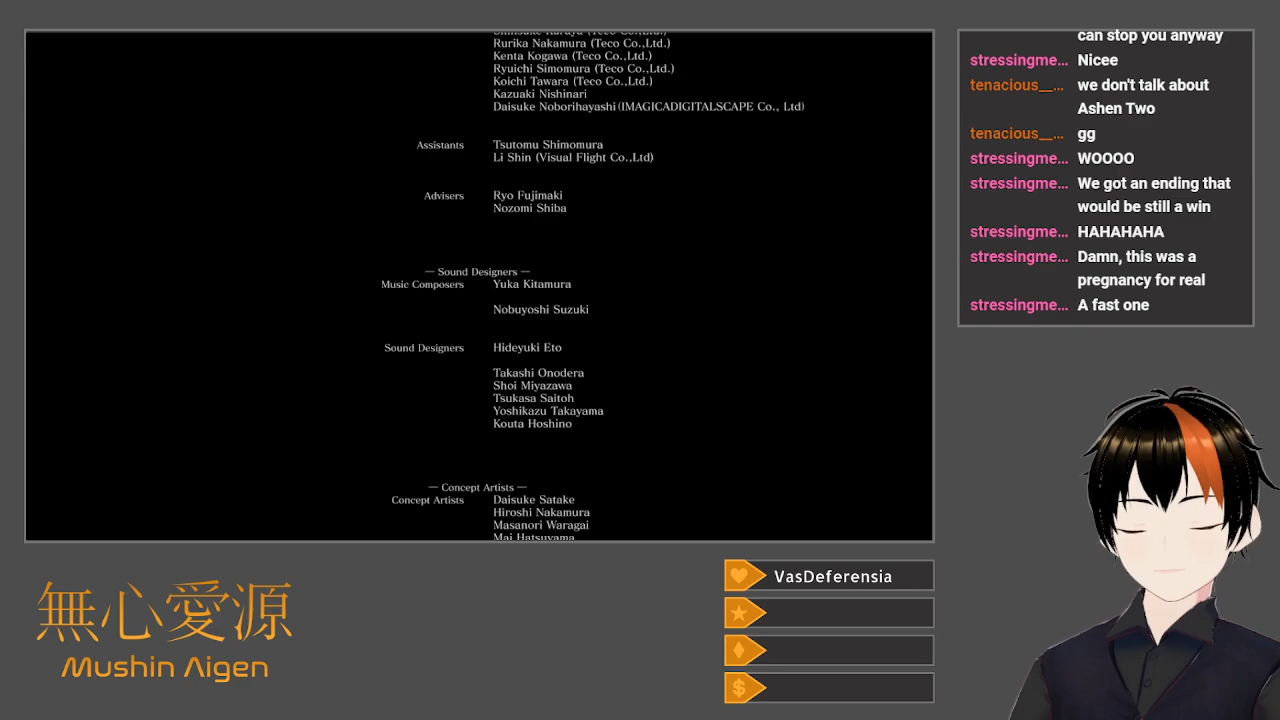 Rurika Nakamura (Teco Co.,Ltd.)
Kenta Kogawa (Teco Co.,Ltd.)
Ryuichi Simomura (Teco Co.,Ltd.)
Koichi Tawara (Teco Co.,Ltd.)
Kazuaki Nishinari
Daisuke Noborihayashi (IMAGICADIGITALSCAPE Co., Ltd)
Assistants Tsutomu Shimomura
Li Shin (Visual Flight Co.,Ltd)
Advisers Ryo Fujimaki
Nozomi Shiba
— Sound Designers —
Music Composers Yuka Kitamura
Nobuyoshi Suzuki
Sound Designers Hideyuki Eto
Takashi Onodera
Shoi Miyazawa
Tsukasa Saitoh
Yoshikazu Takayama
Kouta Hoshino
— Concept Artists —
Concept Artists Daisuke Satake
Hiroshi Nakamura
Masanori Waragai
Mai Hatsuyama
can stop you anyway
stressingme... Nicee
tenacious__... we don't talk about
Ashen Two
tenacious__... gg
stressingme... WOOOO
stressingme... We got an ending that
would be still a win
stressingme... HAHAHAHA
stressingme... Damn, this was a
pregnancy for real
stressingme... A fast one
無心愛源
Mushin Aigen
VasDeferensia
$